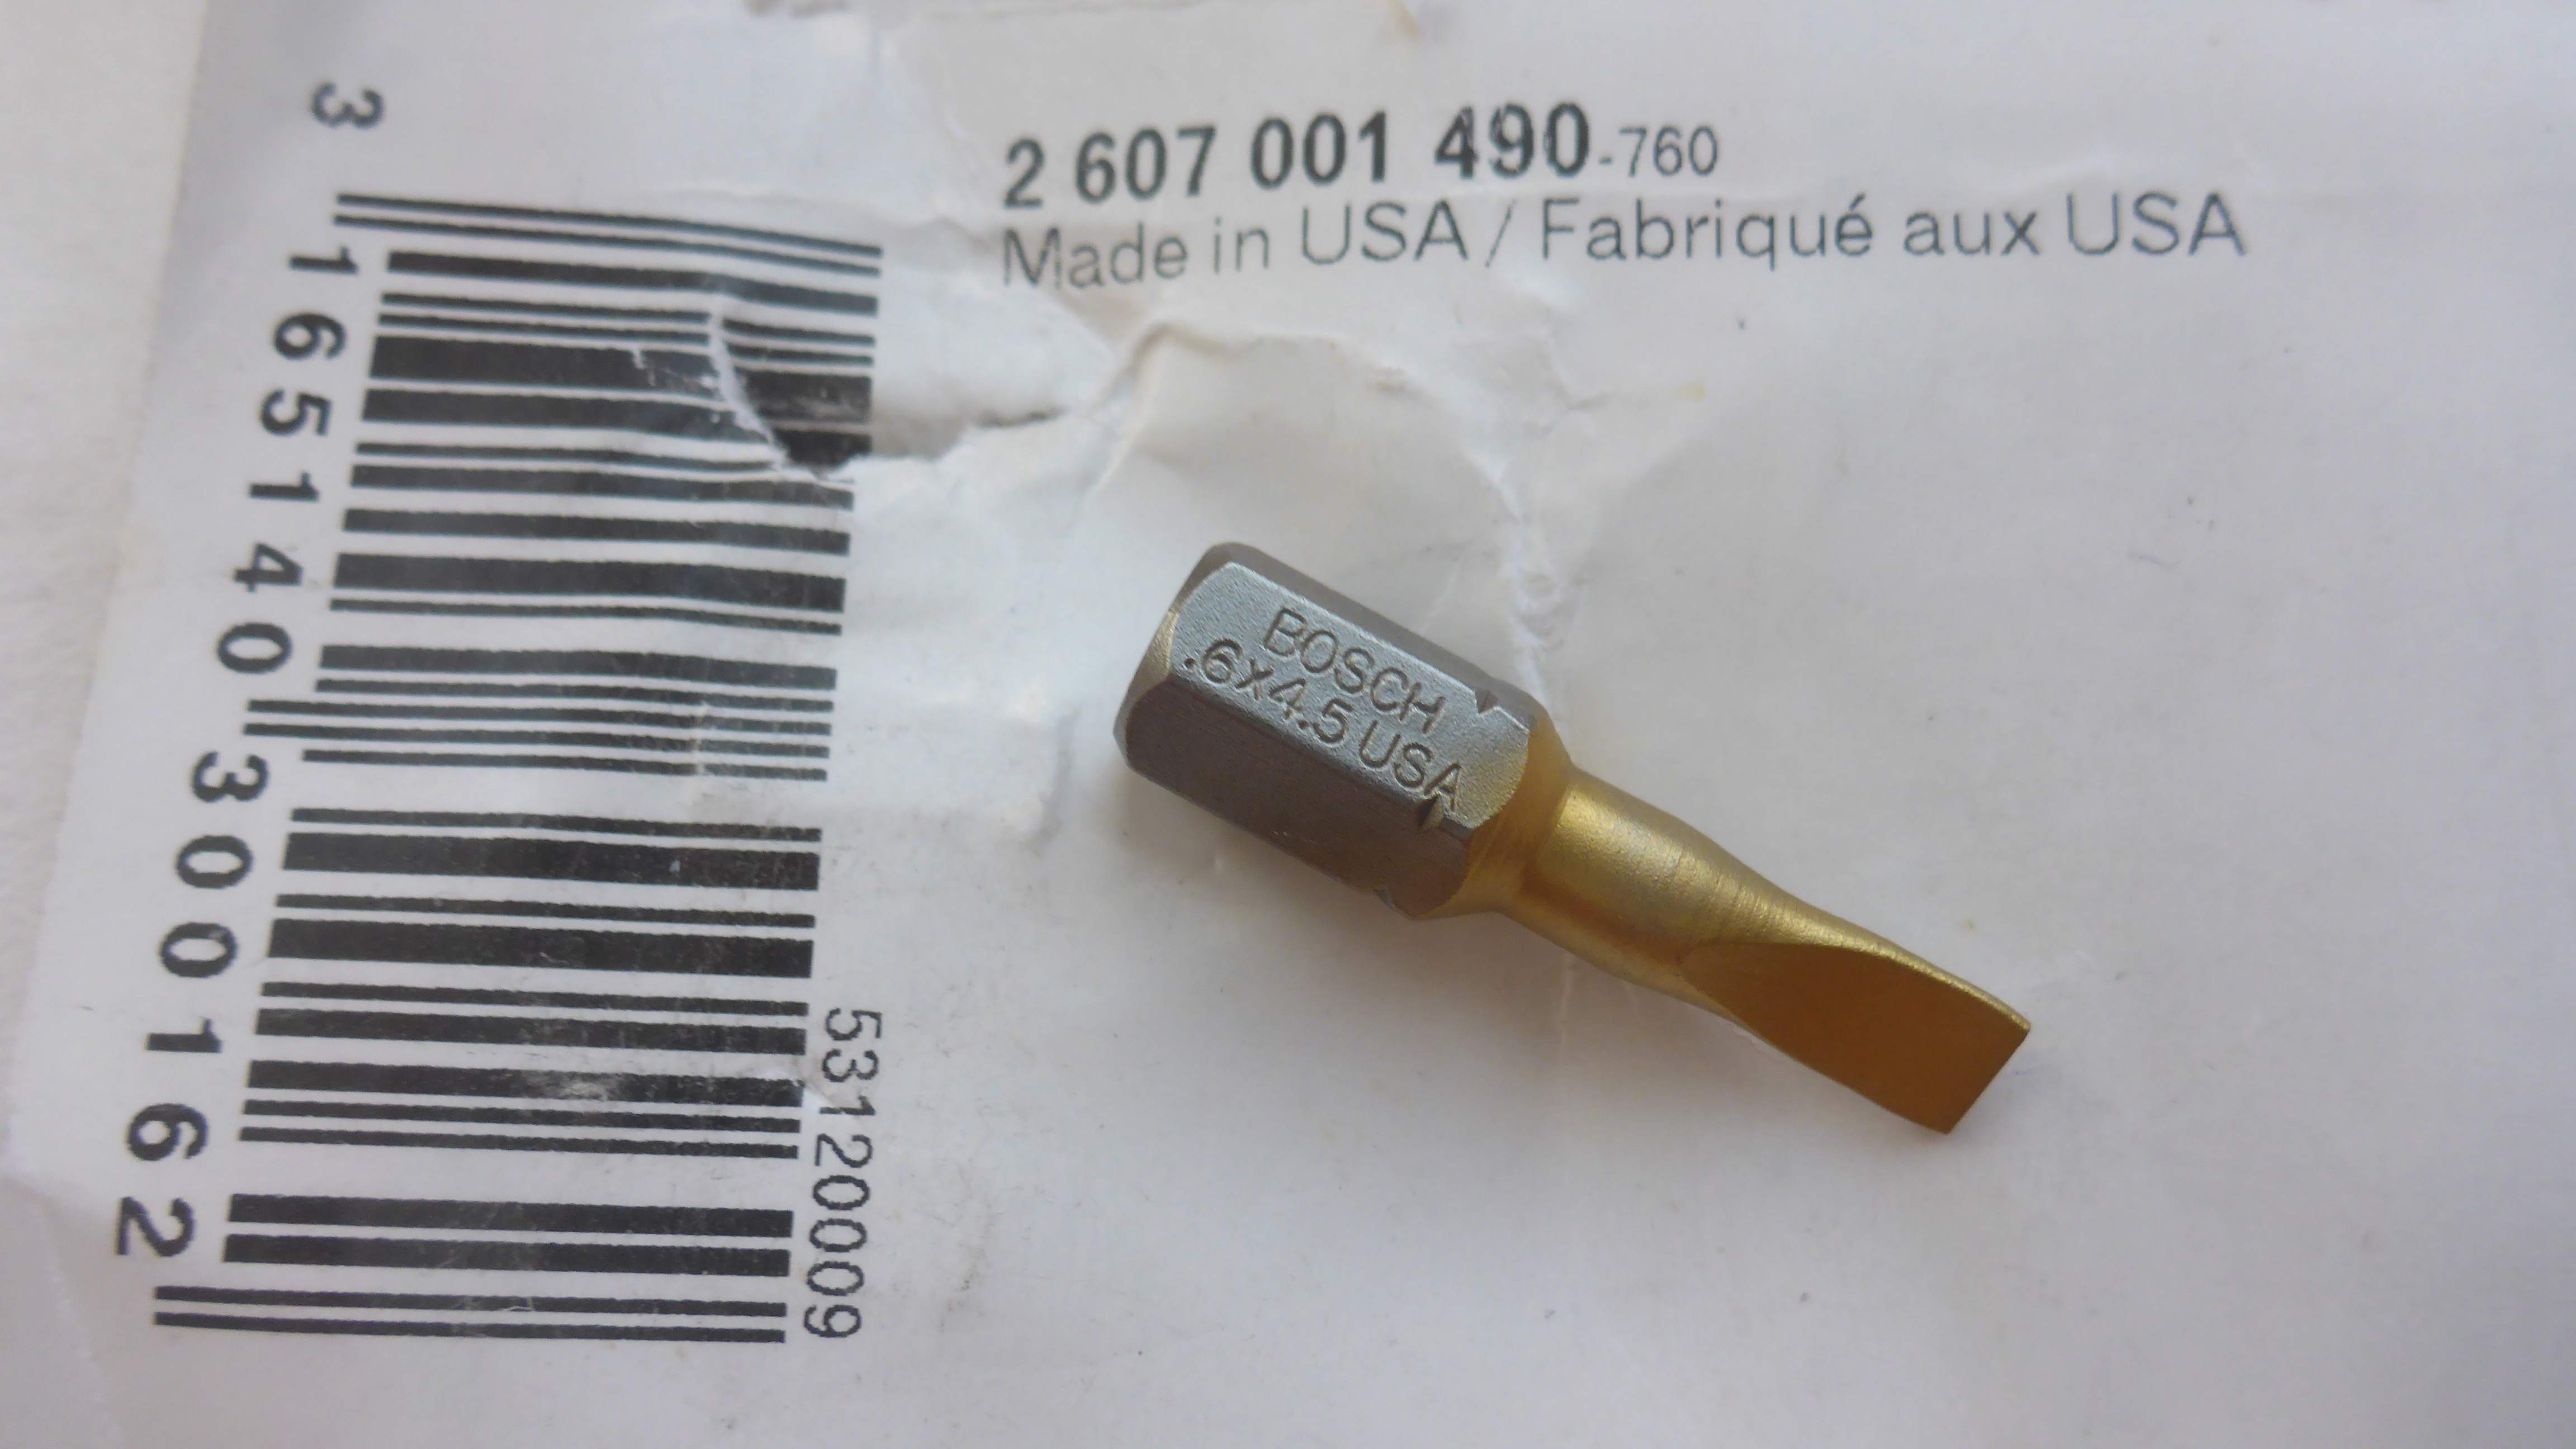 2 607 001 490-760
Made in USA / Fabriqué aux USA
3 165140 300162
53120009
BOSCH
.6x4.5 USA